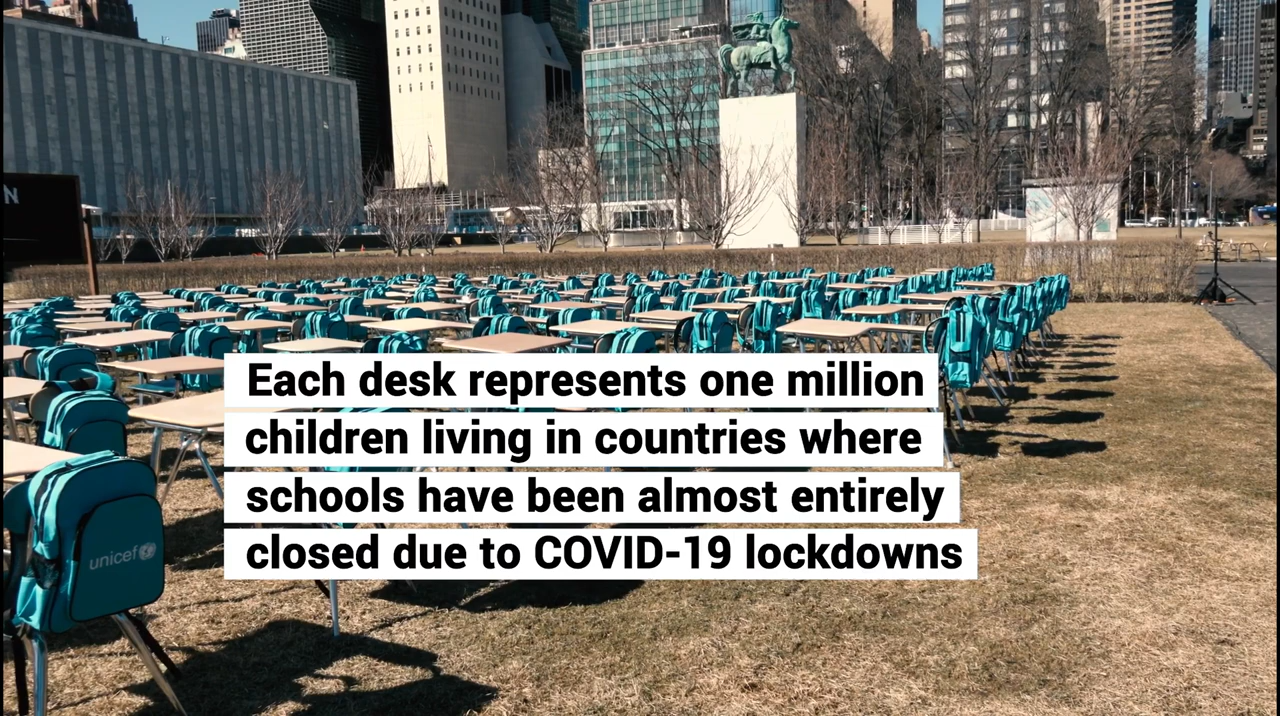 N
Each desk represents one million
children living in countries where
schools have been almost entirely
closed due to COVID-19 lockdowns
unicef